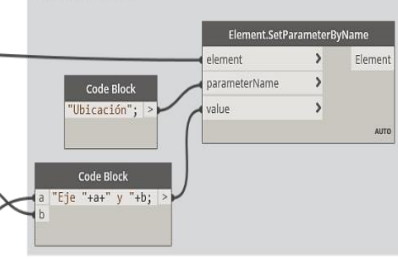 Element.SetParameterByName
element > Element
parameterName >
value >
AUTO
Code Block
"Ubicación"; >
Code Block
a "Eje "+a+" y "+b; >
b